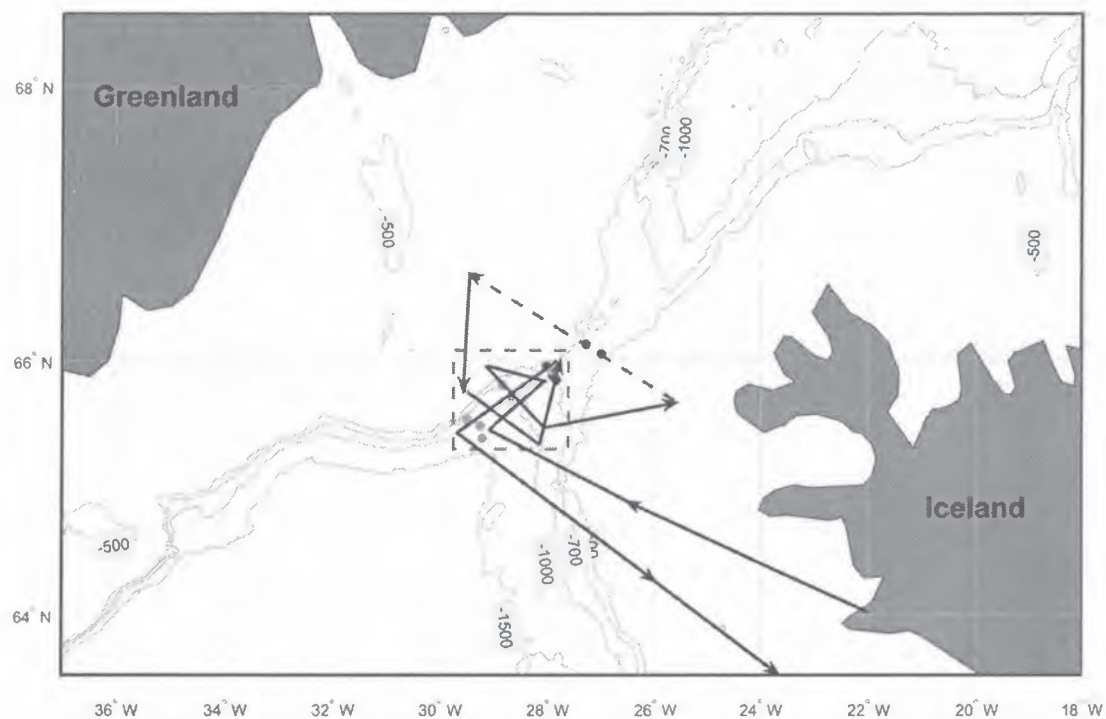 68° N
Greenland
-700
-1000
-500
-500
66° N
Iceland
-500
-1000
-700
-1500
64° N
36° W
34° W
32° W
30° W
28° W
26° W
24° W
22° W
20° W
18° W